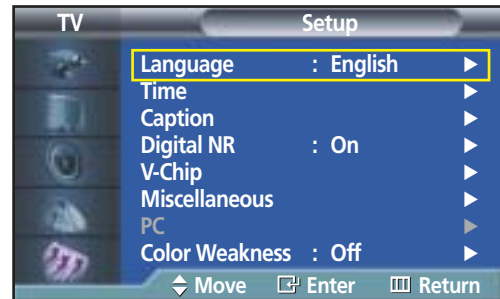 TV Setup
Language : English
Time
Caption
Digital NR : On
V-Chip
Miscellaneous
PC
Color Weakness : Off
Move Enter Return